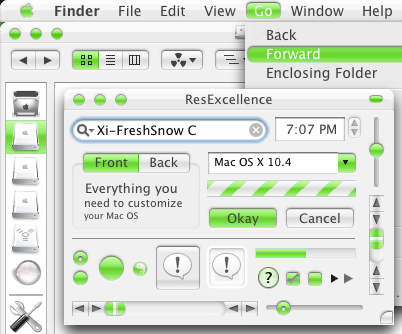 Finder File Edit View Go Window Help
Back
Forward
Enclosing Folder
ResExcellence
Xi-FreshSnow C
7:07 PM
Front Back
Mac OS X 10.4
Everything you
need to customize
your Mac OS
Okay Cancel
!
!
?